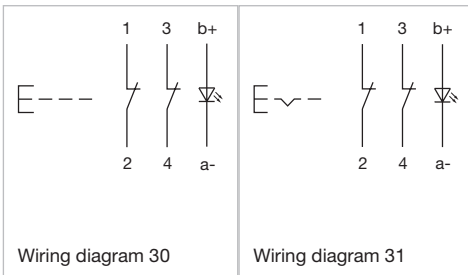 1 3 b+
2 4 a-
Wiring diagram 30
1 3 b+
2 4 a-
Wiring diagram 31